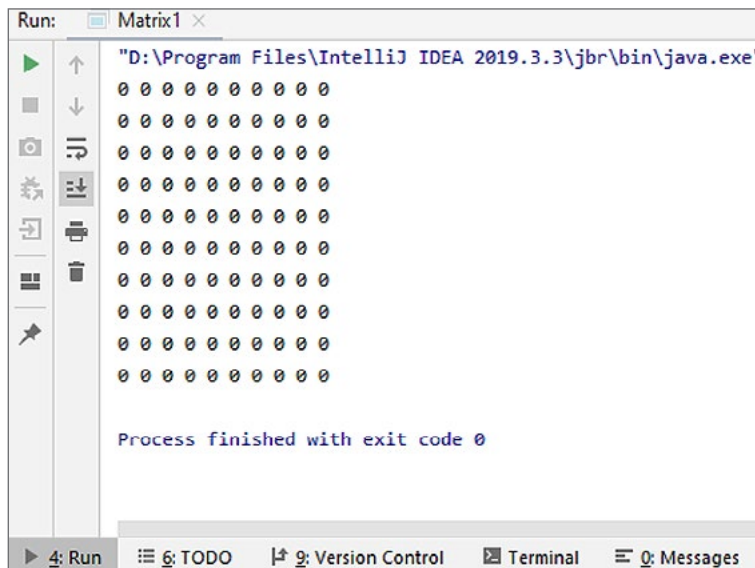 Run: Matrix1
"D:\Program Files\IntelliJ IDEA 2019.3.3\jbr\bin\java.exe"
0 0 0 0 0 0 0 0 0 0
0 0 0 0 0 0 0 0 0 0
0 0 0 0 0 0 0 0 0 0
0 0 0 0 0 0 0 0 0 0
0 0 0 0 0 0 0 0 0 0
0 0 0 0 0 0 0 0 0 0
0 0 0 0 0 0 0 0 0 0
0 0 0 0 0 0 0 0 0 0
0 0 0 0 0 0 0 0 0 0
0 0 0 0 0 0 0 0 0 0
Process finished with exit code 0
4: Run 6: TODO 9: Version Control Terminal 0: Messages